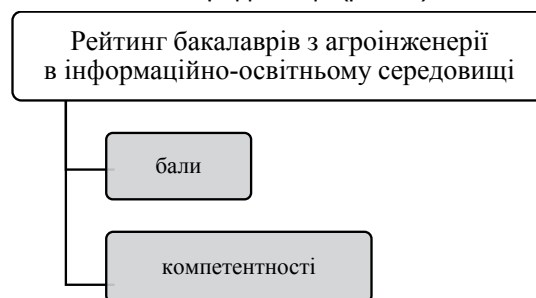 Рейтинг бакалаврів з агроінженерії
в інформаційно-освітньому середовищі
бали
компетентності